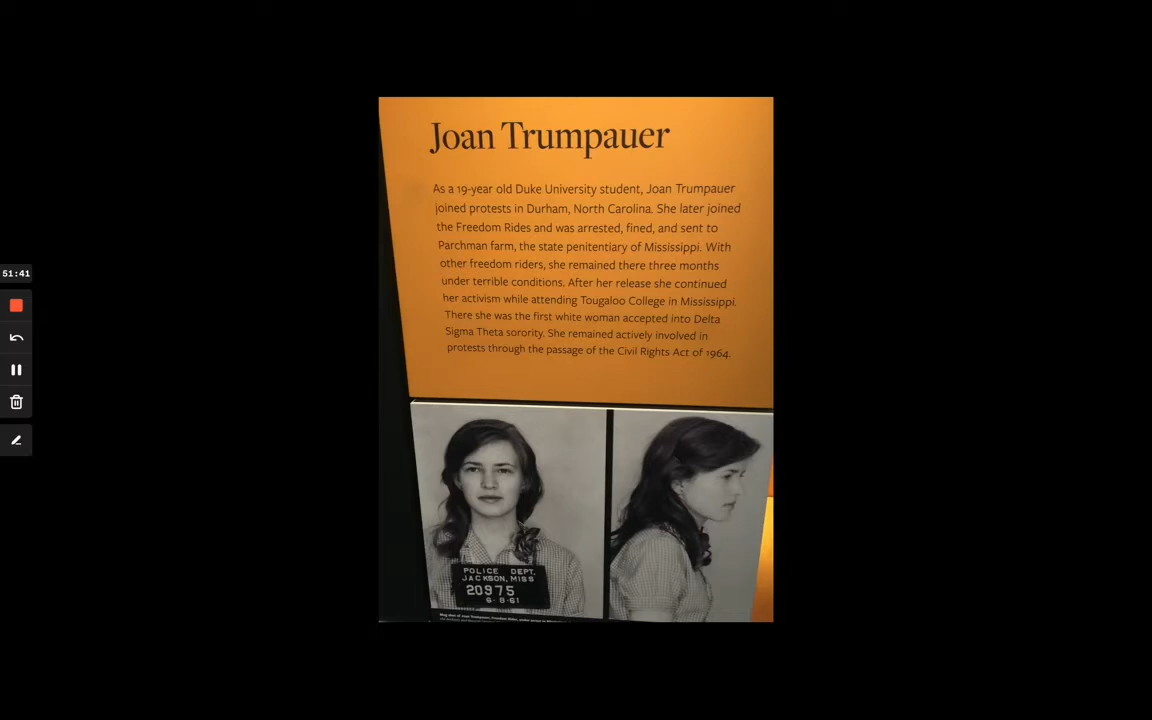 51:41
Joan Trumpauer
As a 19-year old Duke University student, Joan Trumpauer
joined protests in Durham, North Carolina. She later joined
the Freedom Rides and was arrested, fined, and sent to
Parchman farm, the state penitentiary of Mississippi. With
other freedom riders, she remained there three months
under terrible conditions. After her release she continued
her activism while attending Tougaloo College in Mississippi.
There she was the first white woman accepted into Delta
Sigma Theta sorority. She remained actively involved in
protests through the passage of the Civil Rights Act of 1964.
POLICE DEPT.
JACKSON, MISS
20975
6-8-61